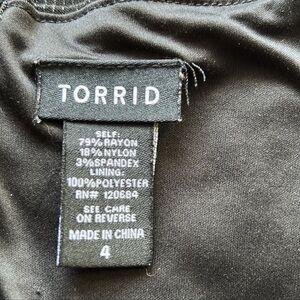 TORRID
SELF:
79%RAYON
18%NYLON
3%SPANDEX
LINING:
100%POLYESTER
RN# 120684
SEE CARE
ON REVERSE
MADE IN CHINA
4